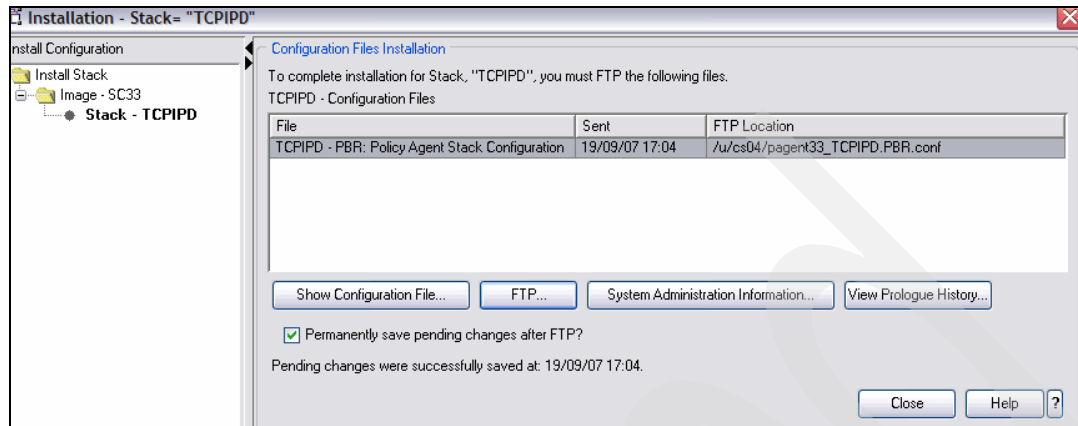 Installation - Stack= "TCPIPD"
nstall Configuration
Install Stack
Image - SC33
Stack - TCPIPD
Configuration Files Installation
To complete installation for Stack, "TCPIPD", you must FTP the following files.
TCPIPD - Configuration Files
File Sent FTP Location
TCPIPD - PBR: Policy Agent Stack Configuration 19/09/07 17:04 /u/cs04/pagent33_TCPIPD.PBR.conf
Show Configuration File... FTP... System Administration Information... View Prologue History...
Permanently save pending changes after FTP?
Pending changes were successfully saved at: 19/09/07 17:04.
Close Help ?